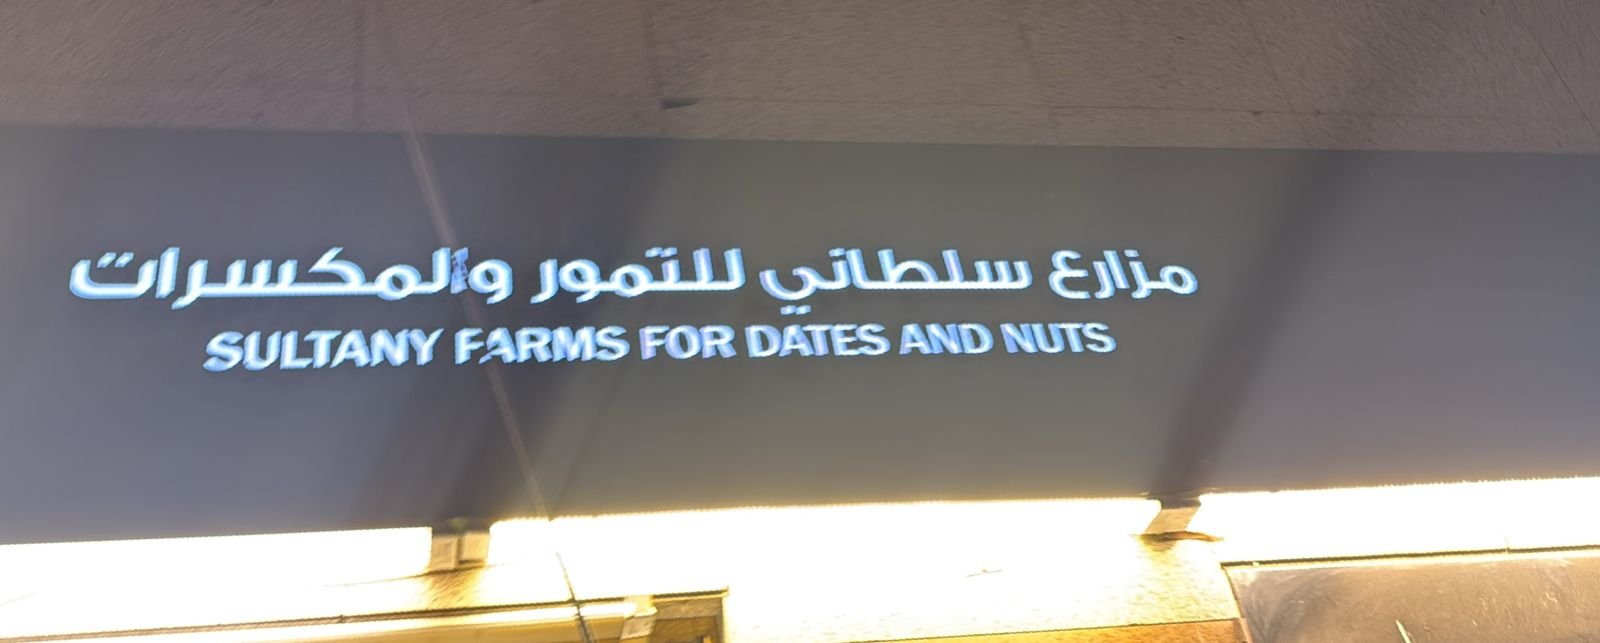 مزارع سلطاني للتمور والمكسرات
SULTANY FARMS FOR DATES AND NUTS